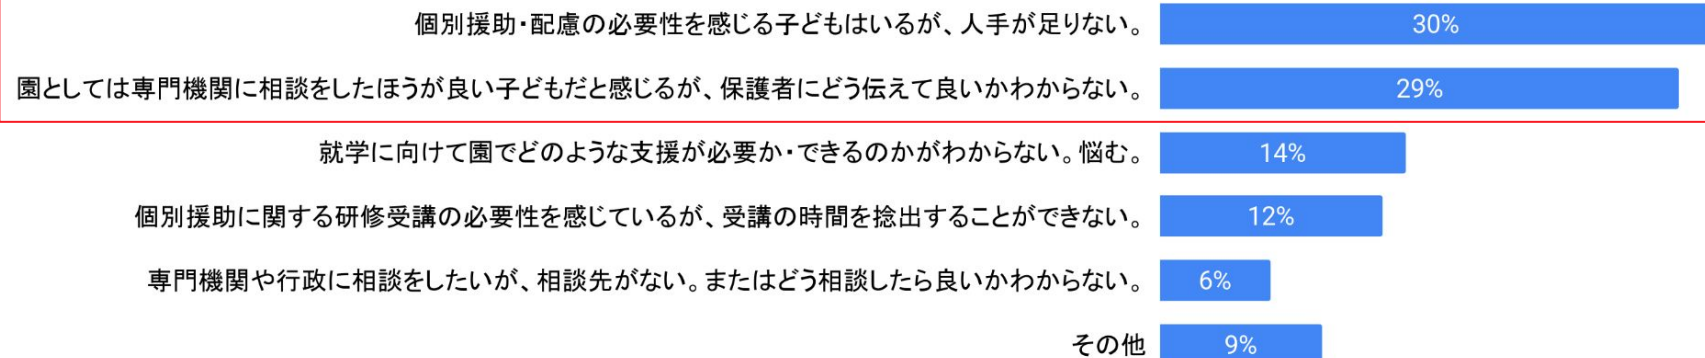 個別援助・配慮の必要性を感じる子どもはいるが、人手が足りない。 30%
園としては専門機関に相談をしたほうが良い子どもだと感じるが、保護者にどう伝えて良いかわからない。 29%
就学に向けて園でどのような支援が必要か・できるのかがわからない。悩む。 14%
個別援助に関する研修受講の必要性を感じているが、受講の時間を捻出することができない。 12%
専門機関や行政に相談をしたいが、相談先がない。またはどう相談したら良いかわからない。 6%
その他 9%